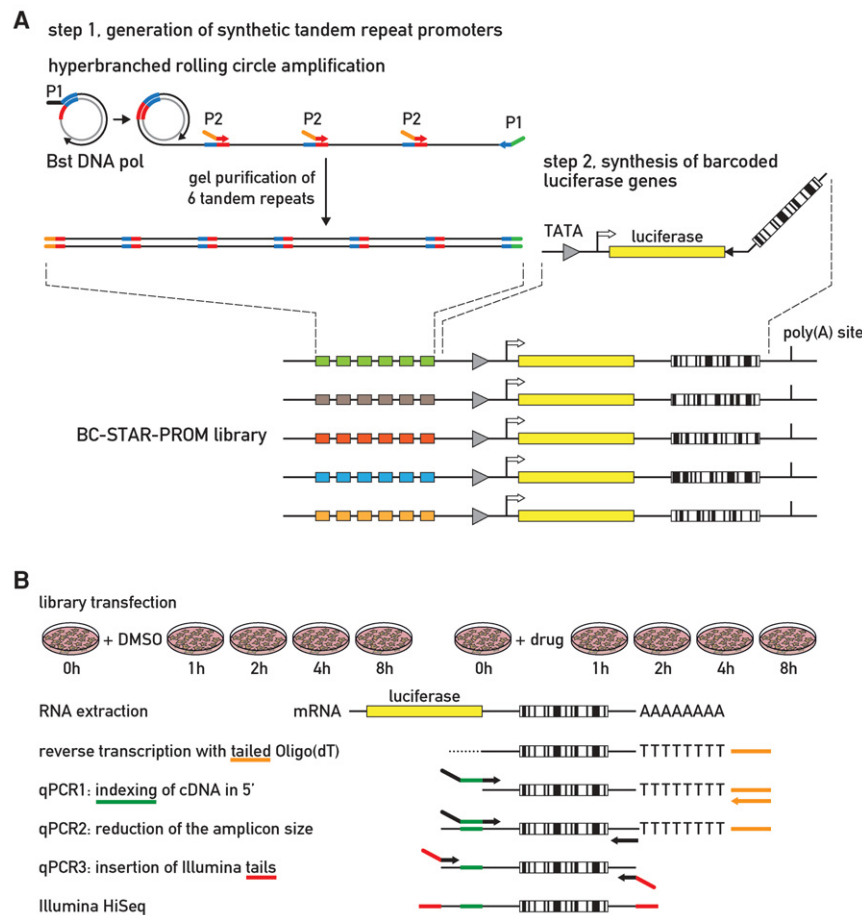 A
step 1, generation of synthetic tandem repeat promoters
hyperbranched rolling circle amplification
P1
P2
P2
P2
P1
Bst DNA pol
gel purification of
6 tandem repeats
step 2, synthesis of barcoded
luciferase genes
TATA
luciferase
poly(A) site
BC-STAR-PROM library
B
library transfection
+ DMSO
+ drug
0h
1h
2h
4h
8h
0h
1h
2h
4h
8h
luciferase
RNA extraction
mRNA
AAAAAAAA
reverse transcription with tailed Oligo(dT)
TTTTTTTT
qPCR1: indexing of cDNA in 5'
TTTTTTTT
qPCR2: reduction of the amplicon size
TTTTTTTT
qPCR3: insertion of Illumina tails
Illumina HiSeq